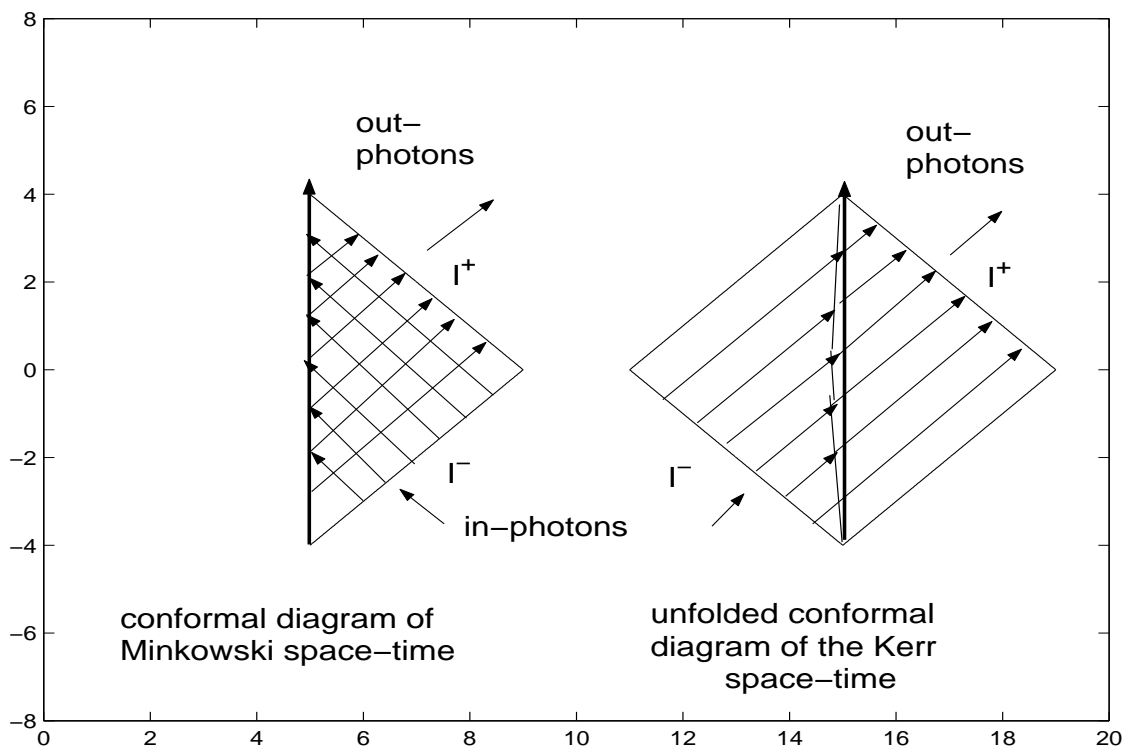 8
6
4
2
0
−2
−4
−6
−8
0 2 4 6 8 10 12 14 16 18 20
out−
photons
I+
I−
in−photons
conformal diagram of
Minkowski space−time
out−
photons
I+
I−
unfolded conformal
diagram of the Kerr
space−time